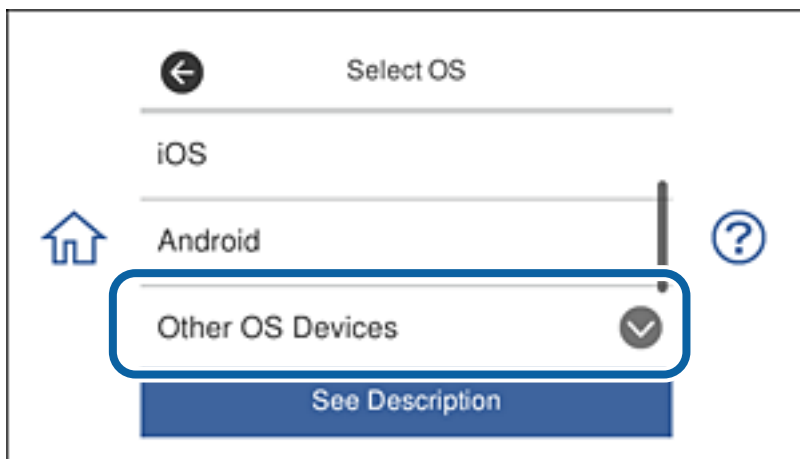 Select OS
iOS
Android
Other OS Devices
See Description